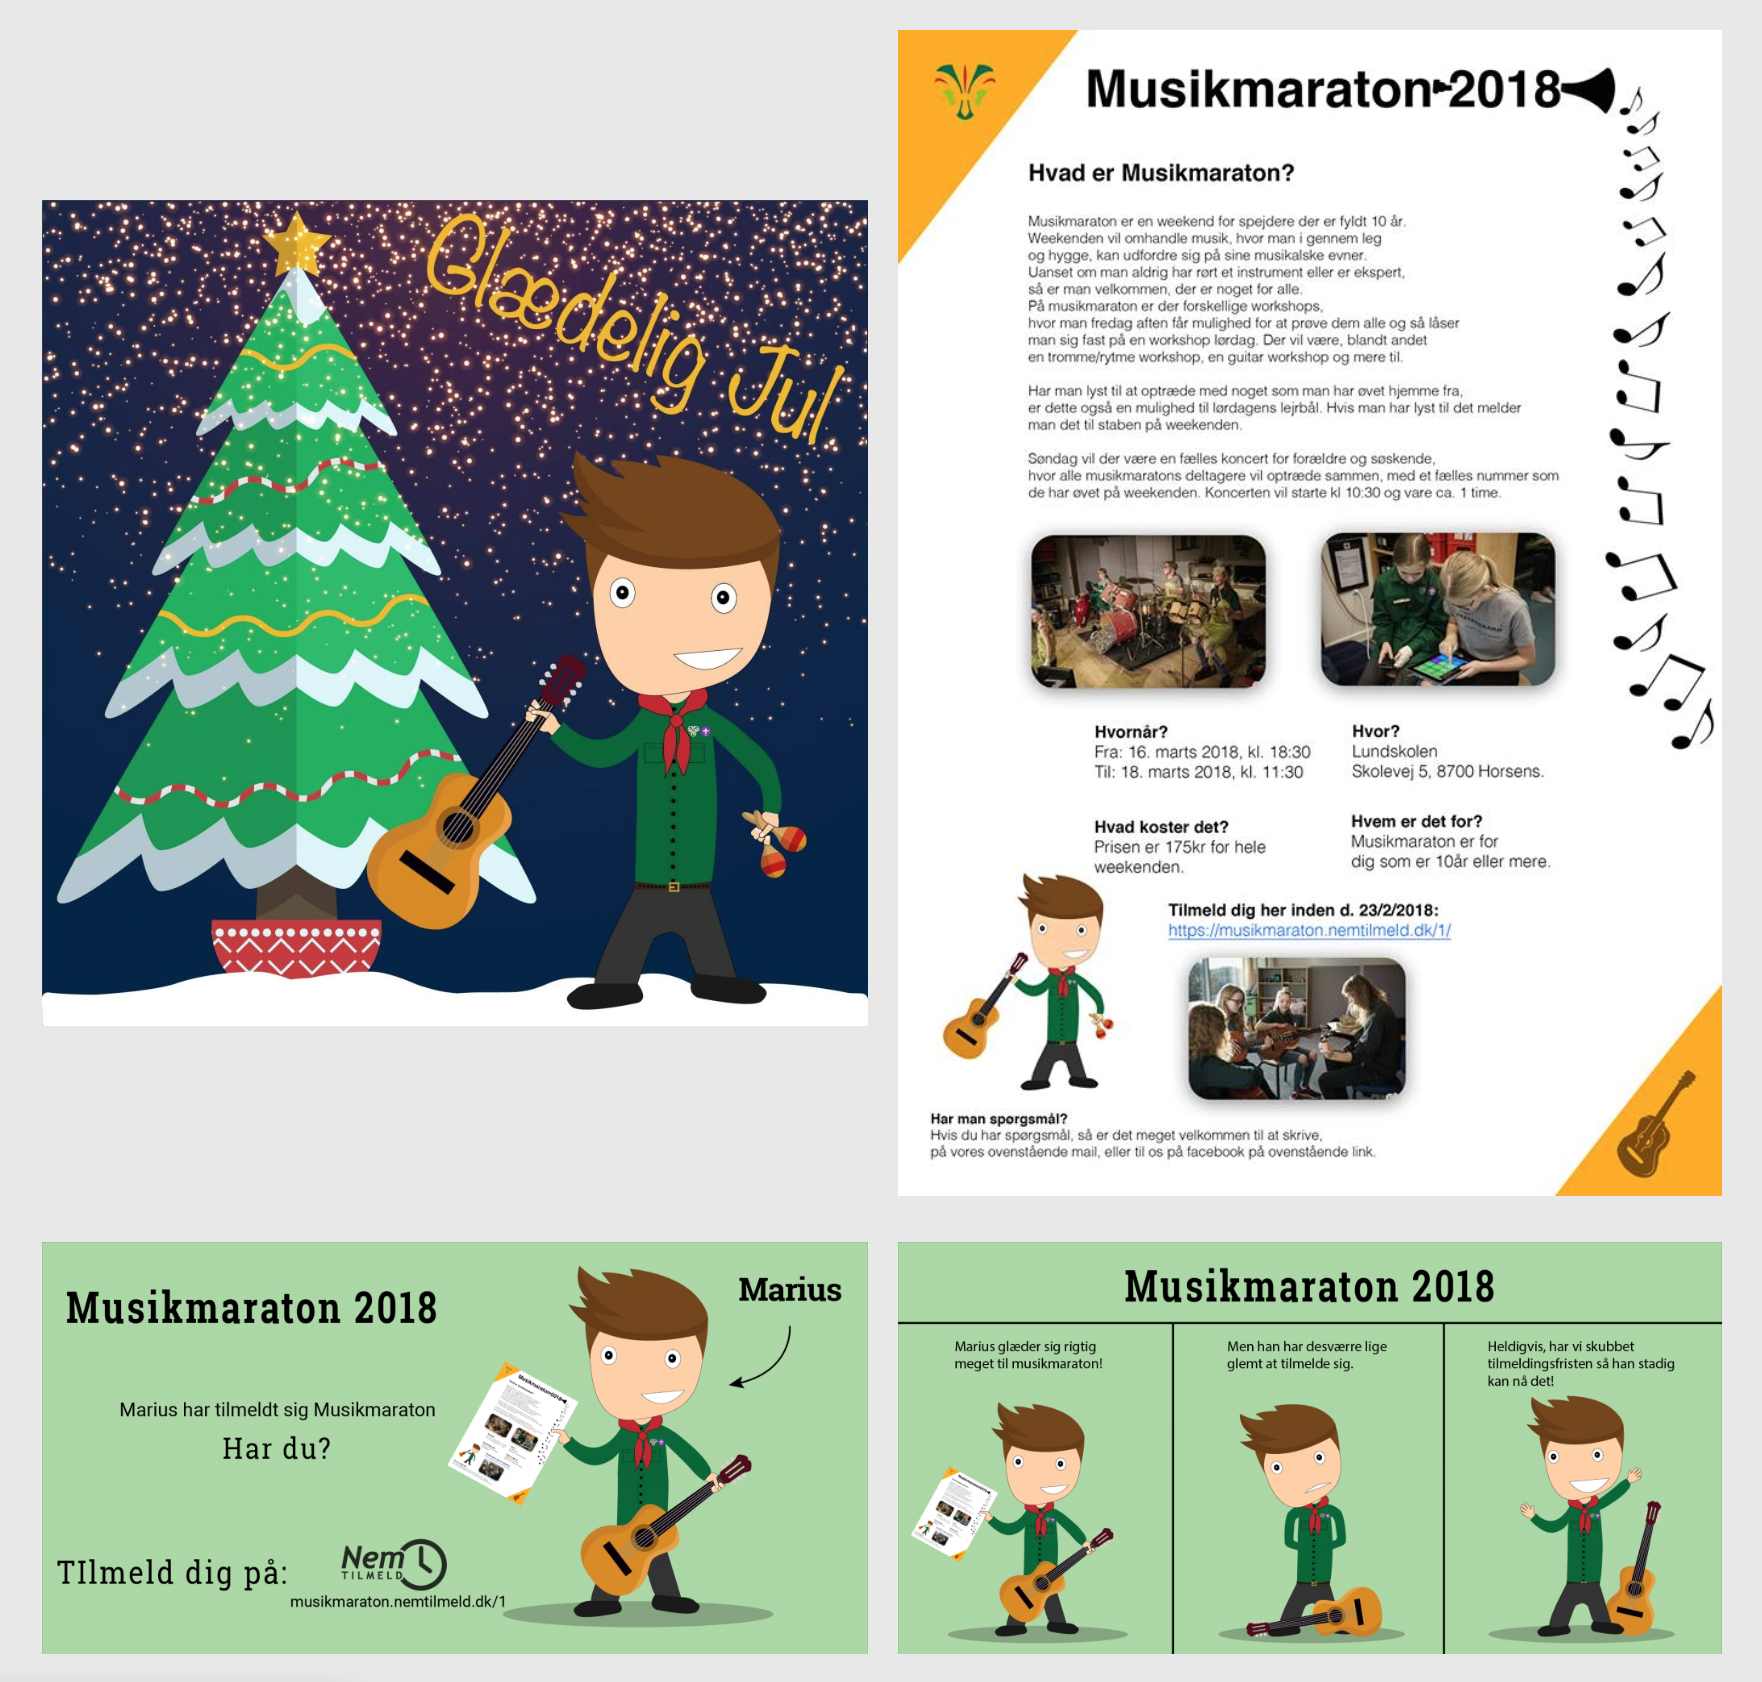 Glædelig Jul
Musikmaraton 2018
Hvad er Musikmaraton?
Musikmaraton er en weekend for spejdere der er fyldt 10 år.
Weekenden vil omhandle musik, hvor man i gennem leg
og hygge, kan udfordre sig på sine musikalske evner.
Uanset om man aldrig har rørt et instrument eller er ekspert,
så er man velkommen, der er noget for alle.
På musikmaraton er der forskellige workshops,
hvor man fredag aften får mulighed for at prøve dem alle og så låser
man sig fast på en workshop lørdag. Der vil være, blandt andet
en tromme/rytme workshop, en guitar workshop og mere til.
Har man lyst til at optræde med noget som man har øvet hjemme fra,
er dette også en mulighed til lørdagens lejrbål. Hvis man har lyst til det melder
man det til staben på weekenden.
Søndag vil der være en fælles koncert for forældre og søskende,
hvor alle musikmaratons deltagere vil optræde sammen, med et fælles nummer som
de har øvet på weekenden. Koncerten vil starte kl 10:30 og vare ca. 1 time.
Hvornår?
Fra: 16. marts 2018, kl. 18:30
Til: 18. marts 2018, kl. 11:30
Hvor?
Lundskolen
Skolevej 5, 8700 Horsens.
Hvad koster det?
Prisen er 175kr for hele
weekenden.
Hvem er det for?
Musikmaraton er for
dig som er 10år eller mere.
Tilmeld dig her inden d. 23/2/2018:
https://musikmaraton.nemtilmeld.dk/1/
Har man spørgsmål?
Hvis du har spørgsmål, så er det meget velkommen til at skrive,
på vores ovenstående mail, eller til os på facebook på ovenstående link.
Musikmaraton 2018
Marius
Marius har tilmeldt sig Musikmaraton
Har du?
TIlmeld dig på:
Nem
TILMELD
musikmaraton.nemtilmeld.dk/1
Musikmaraton 2018
Marius glæder sig rigtig
meget til musikmaraton!
Men han har desværre lige
glemt at tilmelde sig.
Heldigvis, har vi skubbet
tilmeldingsfristen så han stadig
kan nå det!